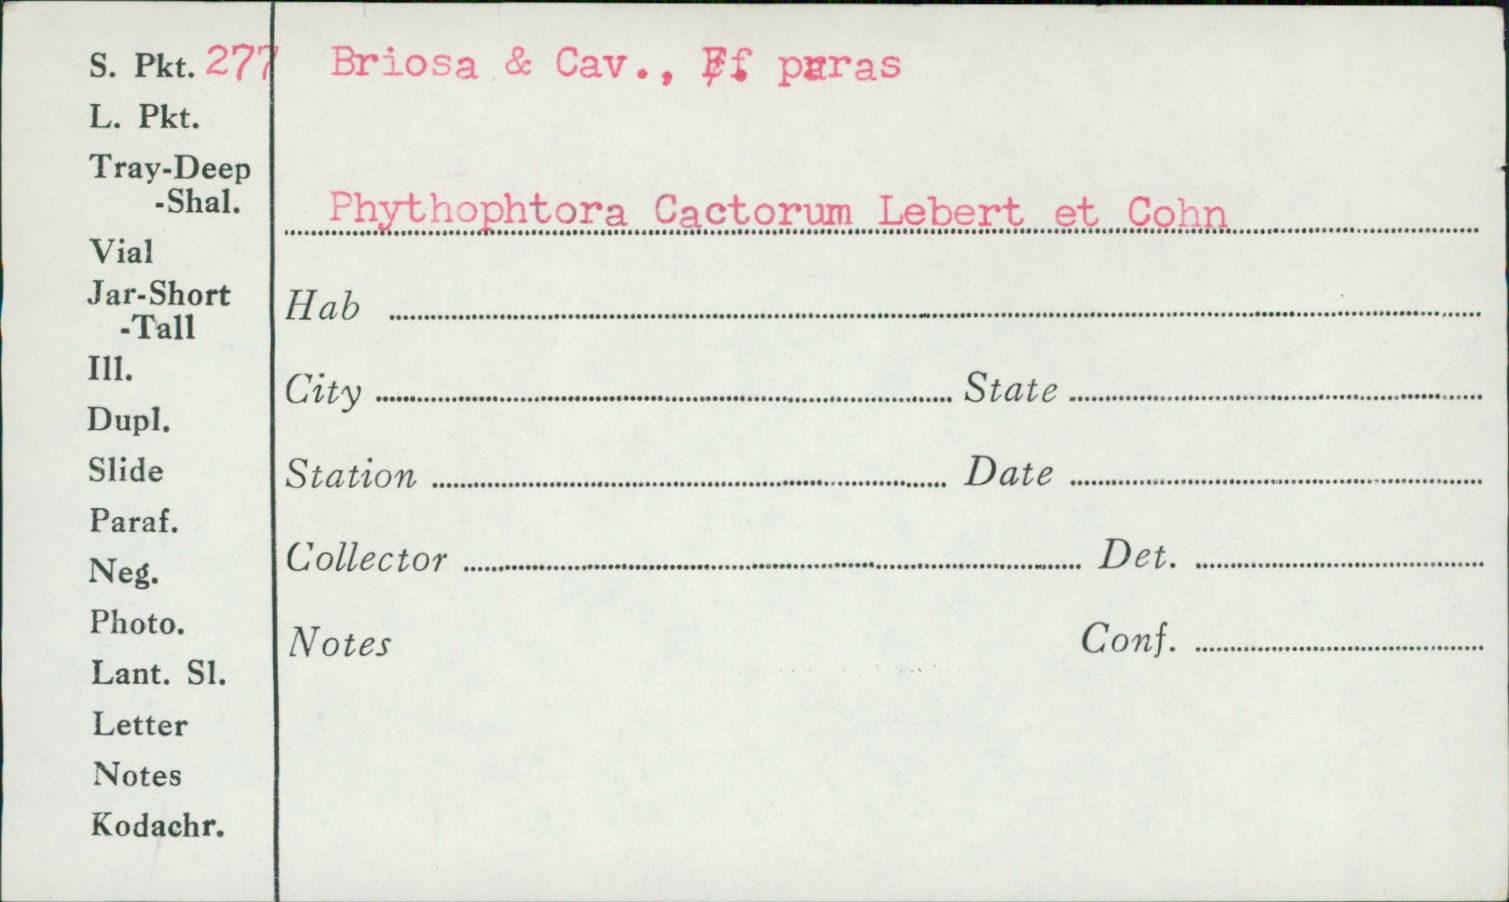 S. Pkt. 277 Briosa & Cav., Ff paras
L. Pkt.
Tray-Deep
-Shal.
Phythophtora Cactorum Lebert et Cohn
Vial
Jar-Short
-Tall
Hab
Ill.
City State
Dupl.
Slide
Station Date
Paraf.
Neg.
Collector Det.
Photo.
Notes Conf.
Lant. Sl.
Letter
Notes
Kodachr.